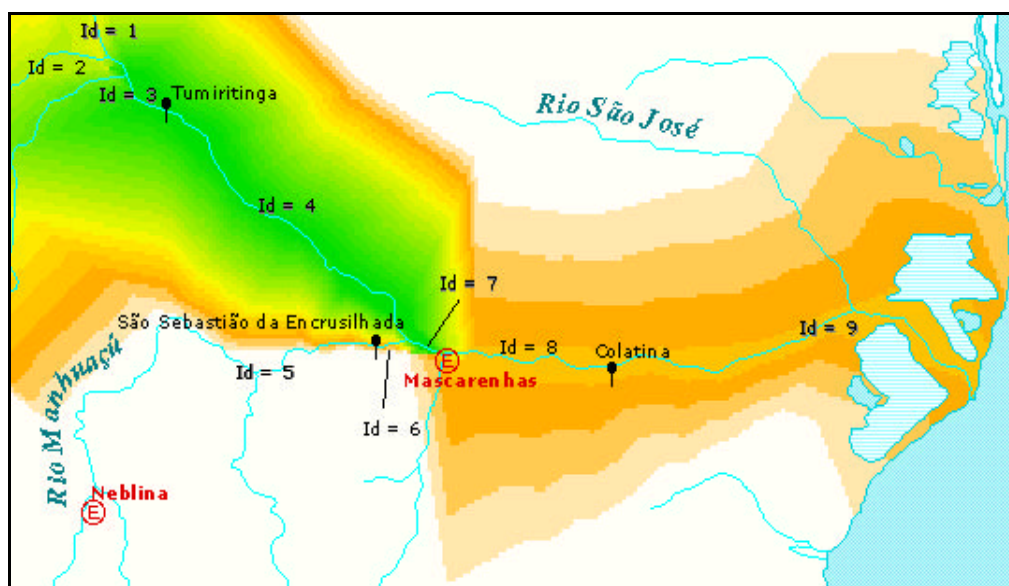 Id = 1
Id = 2
Id = 3
Tumiritinga
Rio São José
Id = 4
Id = 7
São Sebastião da Encrusilhada
Id = 9
Id = 8
Colatina
Rio Manhuaçú
Id = 5
Mascarenhas
E
Id = 6
Neblina
E